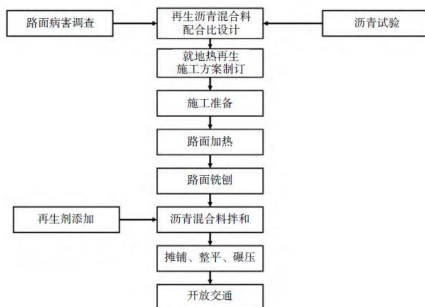 路面病害调查
再生沥青混合料
配合比设计
沥青试验
就地热再生
施工方案制订
施工准备
路面加热
路面铣刨
再生剂添加
沥青混合料拌和
摊铺、整平、碾压
开放交通